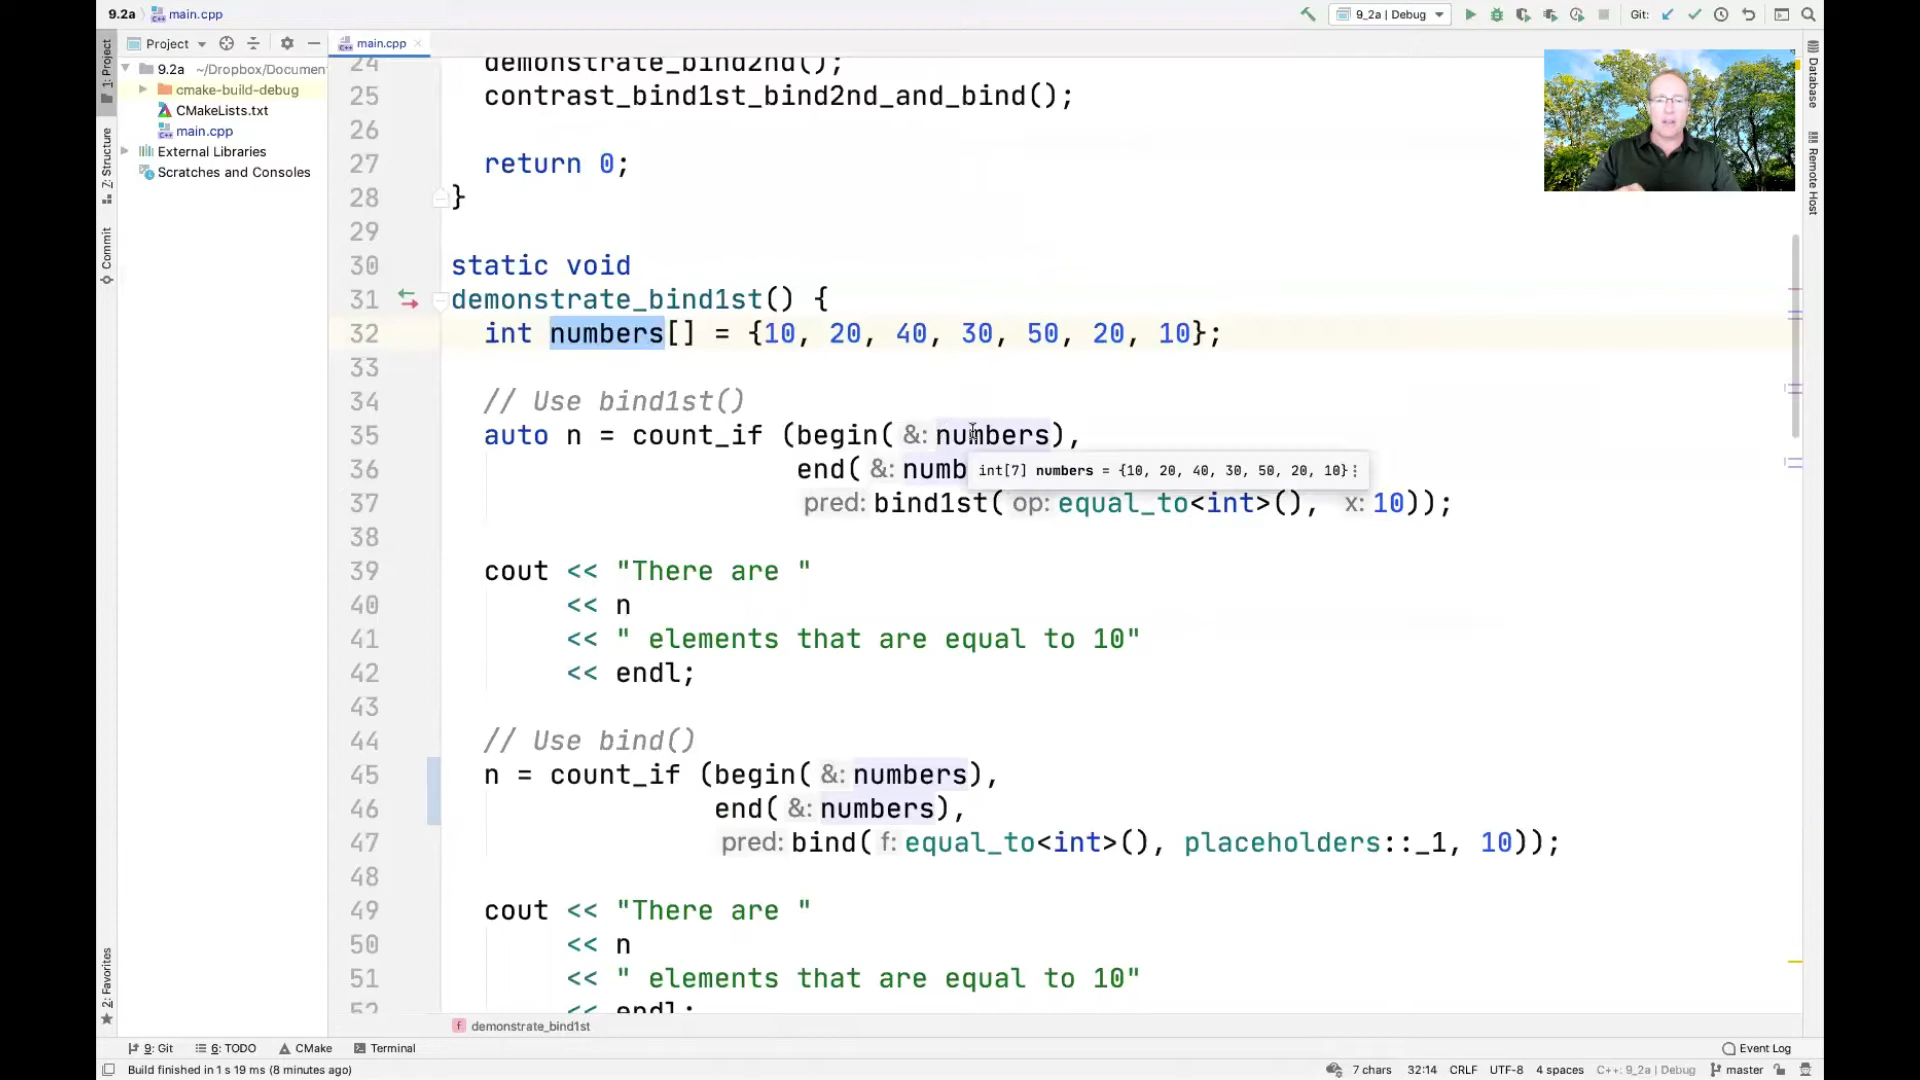 9.2a main.cpp 9_2a | Debug Git:
Project main.cpp
1: Project
9.2a ~/Dropbox/Documen
cmake-build-debug
CMakeLists.txt
main.cpp
External Libraries
Scratches and Consoles
Z: Structure
Commit
2: Favorites
Database
Remote Host
24 demonstrate_bind2nd();
25 contrast_bind1st_bind2nd_and_bind();
26
27 return 0;
28 }
29
30 static void
31 demonstrate_bind1st() {
32 int numbers[] = {10, 20, 40, 30, 50, 20, 10};
33
34 // Use bind1st()
35 auto n = count_if (begin( &: numbers),
36 end( &: numb
int[7] numbers = {10, 20, 40, 30, 50, 20, 10}
37 pred: bind1st( op: equal_to<int>(), x: 10));
38
39 cout << "There are "
40 << n
41 << " elements that are equal to 10"
42 << endl;
43
44 // Use bind()
45 n = count_if (begin( &: numbers),
46 end( &: numbers),
47 pred: bind( f: equal_to<int>(), placeholders::_1, 10));
48
49 cout << "There are "
50 << n
51 << " elements that are equal to 10"
52 << endl;
f demonstrate_bind1st
9: Git 6: TODO CMake Terminal Event Log
Build finished in 1 s 19 ms (8 minutes ago) 7 chars 32:14 CRLF UTF-8 4 spaces C++: 9_2a | Debug master